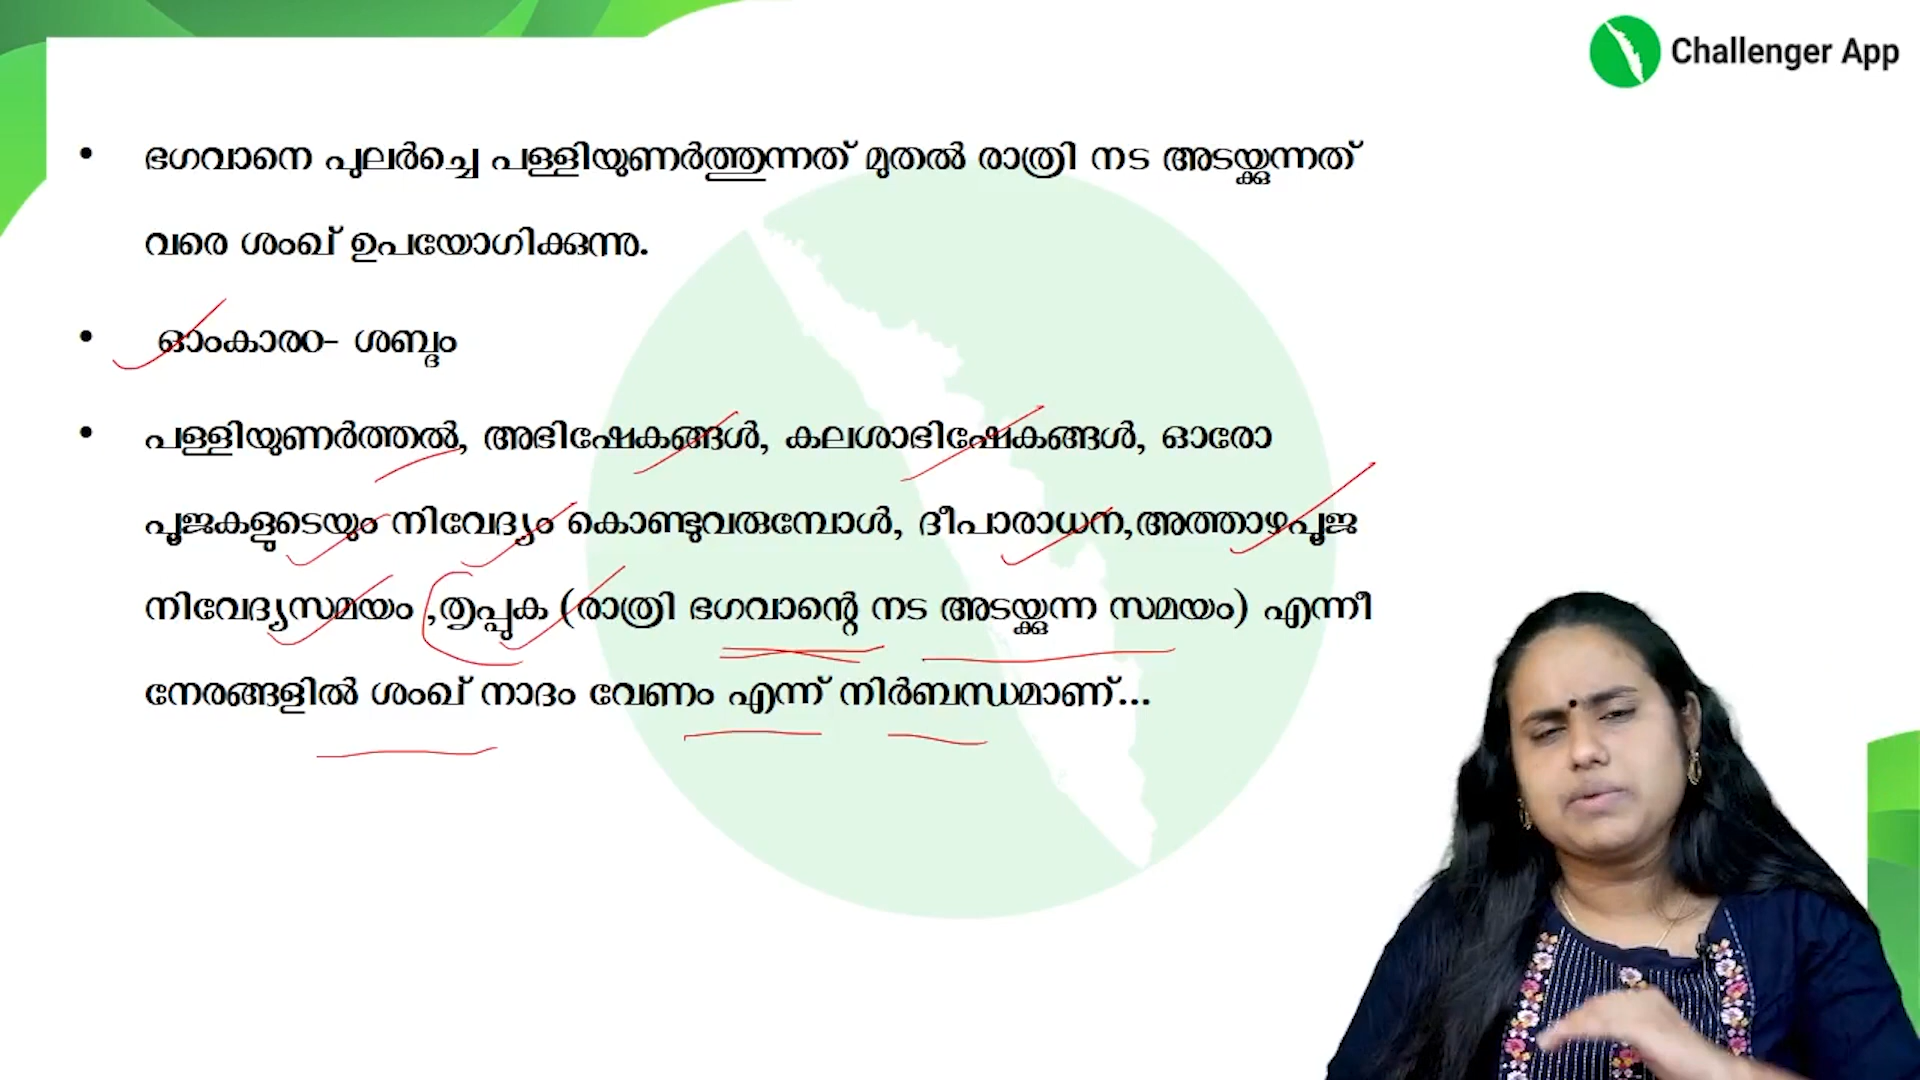 Challenger App
• ഭഗവാനെ പുലർച്ചെ പള്ളിയുണർത്തുന്നത് മുതൽ രാത്രി നട അടയ്ക്കുന്നത്
വരെ ശംഖ് ഉപയോഗിക്കുന്നു.
• ഓംകാര- ശബ്ദം
• പള്ളിയുണർത്തൽ, അഭിഷേകങ്ങൾ, കലശാഭിഷേകങ്ങൾ, ഓരോ
പൂജകളുടെയും നിവേദ്യം കൊണ്ടുവരുമ്പോൾ, ദീപാരാധന,അത്താഴപൂജ
നിവേദ്യസമയം ,തൃപ്പുക (രാത്രി ഭഗവാന്റെ നട അടയ്ക്കുന്ന സമയം) എന്നീ
നേരങ്ങളിൽ ശംഖ് നാദം വേണം എന്ന് നിർബന്ധമാണ്...